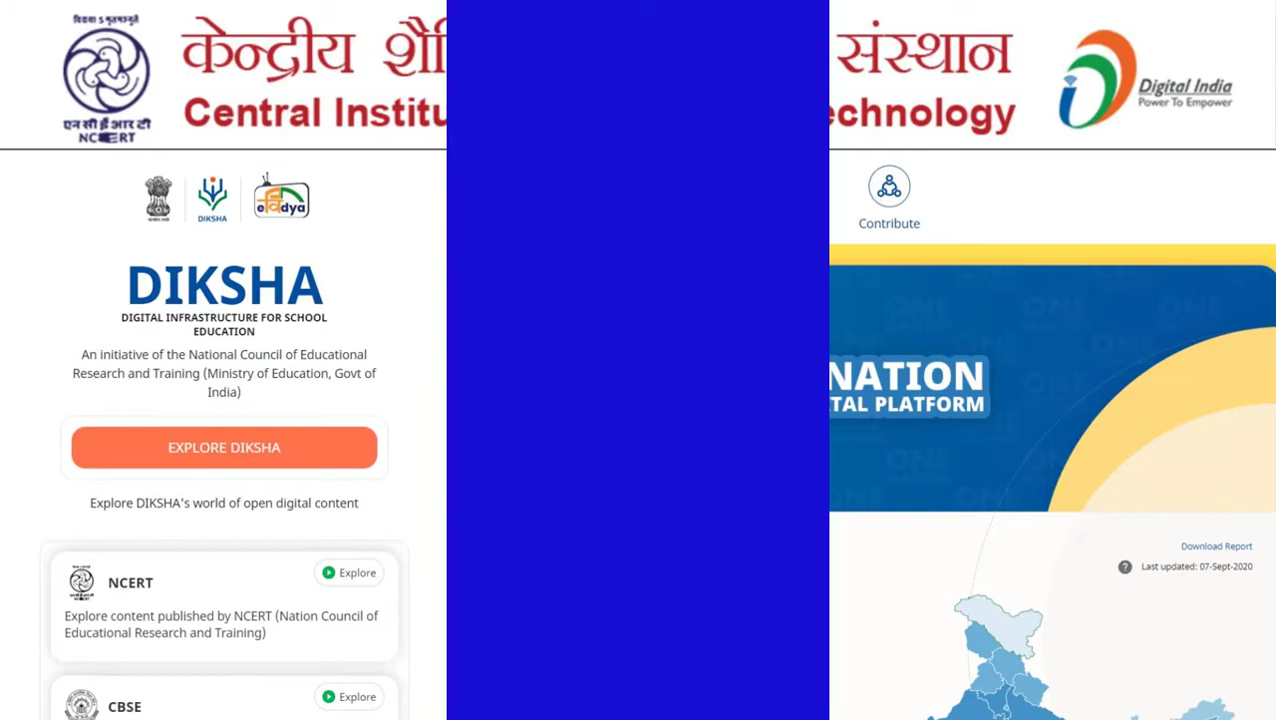 केन्द्रीय शै
संस्थान
Central Institu
echnology
एन सी ई आर टी
NCERT
Digital India
Power To Empower
DIKSHA
eविद्या
Contribute
DIKSHA
DIGITAL INFRASTRUCTURE FOR SCHOOL
EDUCATION
An initiative of the National Council of Educational
Research and Training (Ministry of Education, Govt of
India)
EXPLORE DIKSHA
Explore DIKSHA's world of open digital content
NCERT
Explore
Explore content published by NCERT (Nation Council of
Educational Research and Training)
CBSE
Explore
NATION
TAL PLATFORM
Download Report
? Last updated: 07-Sept-2020